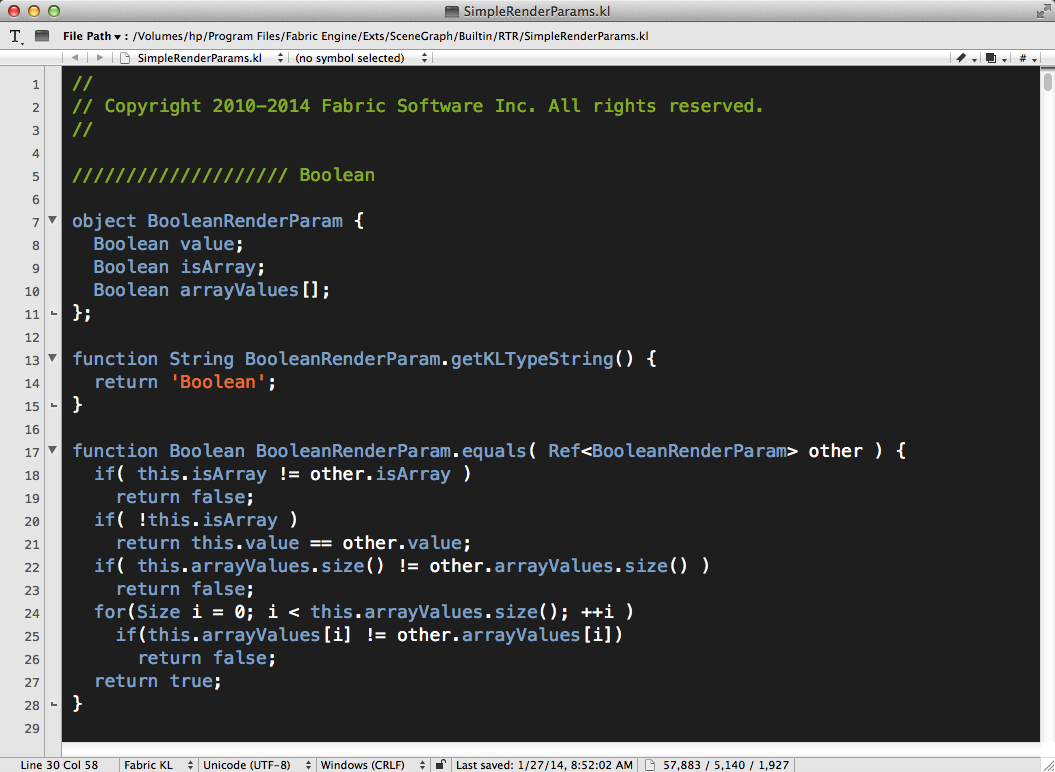 SimpleRenderParams.kl
File Path ▾ : /Volumes/hp/Program Files/Fabric Engine/Exts/SceneGraph/Builtin/RTR/SimpleRenderParams.kl
SimpleRenderParams.kl (no symbol selected) #
1 //
2 // Copyright 2010-2014 Fabric Software Inc. All rights reserved.
3 //
4
5 //////////////////// Boolean
6
7 object BooleanRenderParam {
8   Boolean value;
9   Boolean isArray;
10   Boolean arrayValues[];
11 };
12
13 function String BooleanRenderParam.getKLTypeString() {
14   return 'Boolean';
15 }
16
17 function Boolean BooleanRenderParam.equals( Ref<BooleanRenderParam> other ) {
18   if( this.isArray != other.isArray )
19     return false;
20   if( !this.isArray )
21     return this.value == other.value;
22   if( this.arrayValues.size() != other.arrayValues.size() )
23     return false;
24   for(Size i = 0; i < this.arrayValues.size(); ++i )
25     if(this.arrayValues[i] != other.arrayValues[i])
26       return false;
27   return true;
28 }
29
Line 30 Col 58 Fabric KL Unicode (UTF-8) Windows (CRLF) Last saved: 1/27/14, 8:52:02 AM 57,883 / 5,140 / 1,927